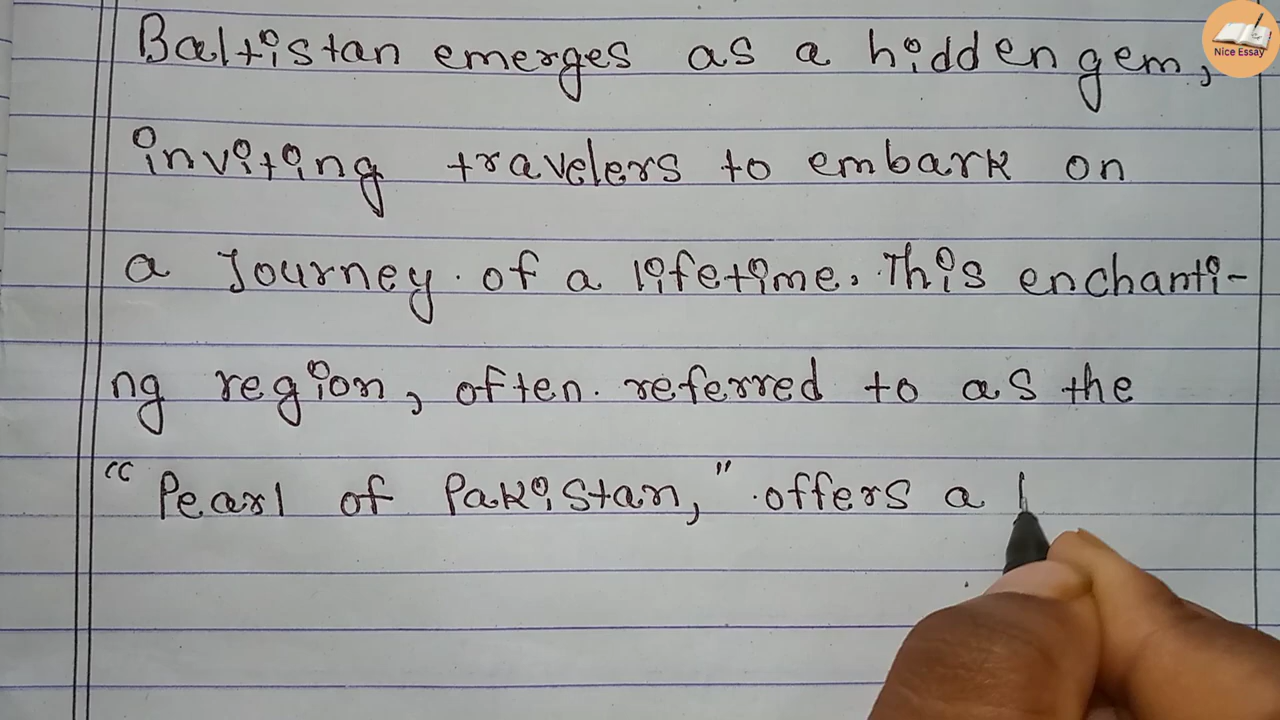 Baltistan emerges as a hidden gem,
inviting travelers to embark on
a Journey of a lifetime. This enchanti-
ng region, often referred to as the
"Pearl of Pakistan," offers a
Nice Essay